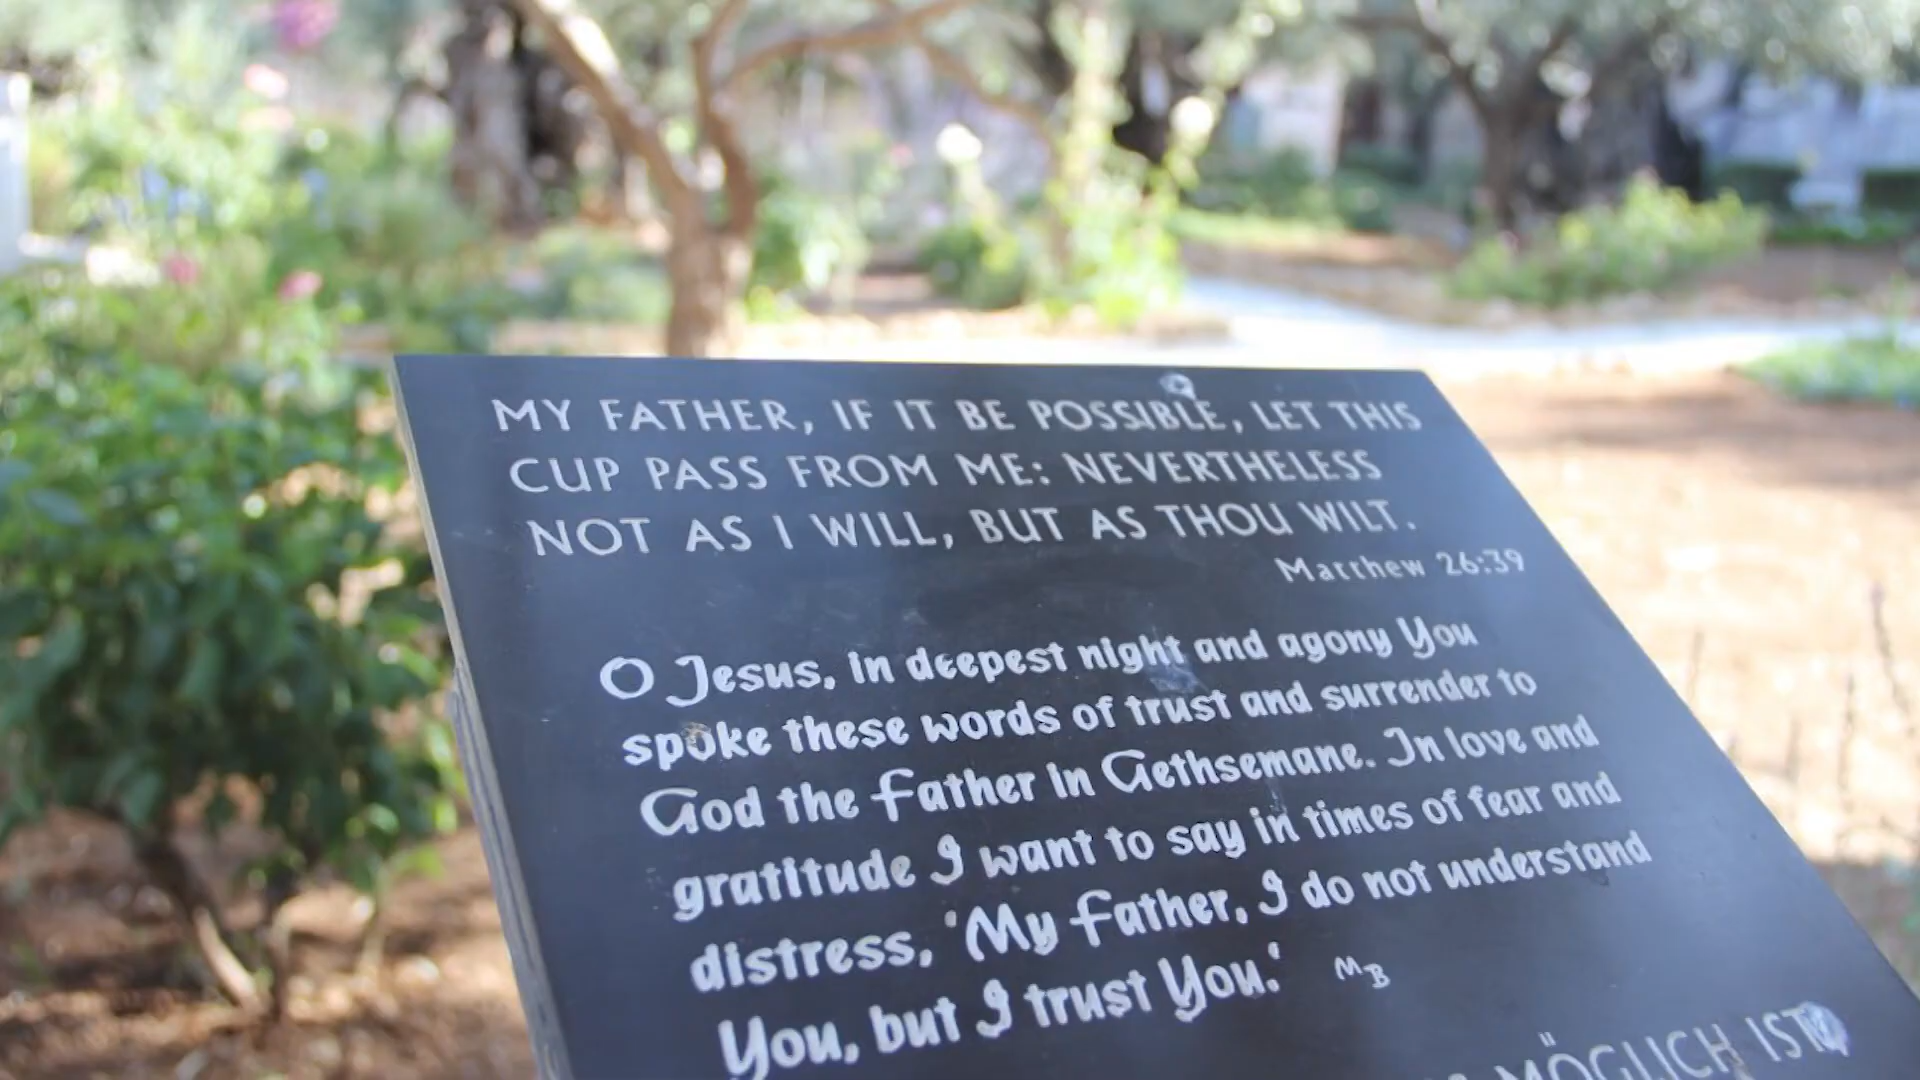 MY FATHER, IF IT BE POSSIBLE, LET THIS
CUP PASS FROM ME: NEVERTHELESS
NOT AS I WILL, BUT AS THOU WILT.
Matthew 26:39
O Jesus, in deepest night and agony You
spoke these words of trust and surrender to
God the Father in Gethsemane. In love and
gratitude I want to say in times of fear and
distress, 'My Father, I do not understand
You, but I trust You.' MB
MÖGLICH IST